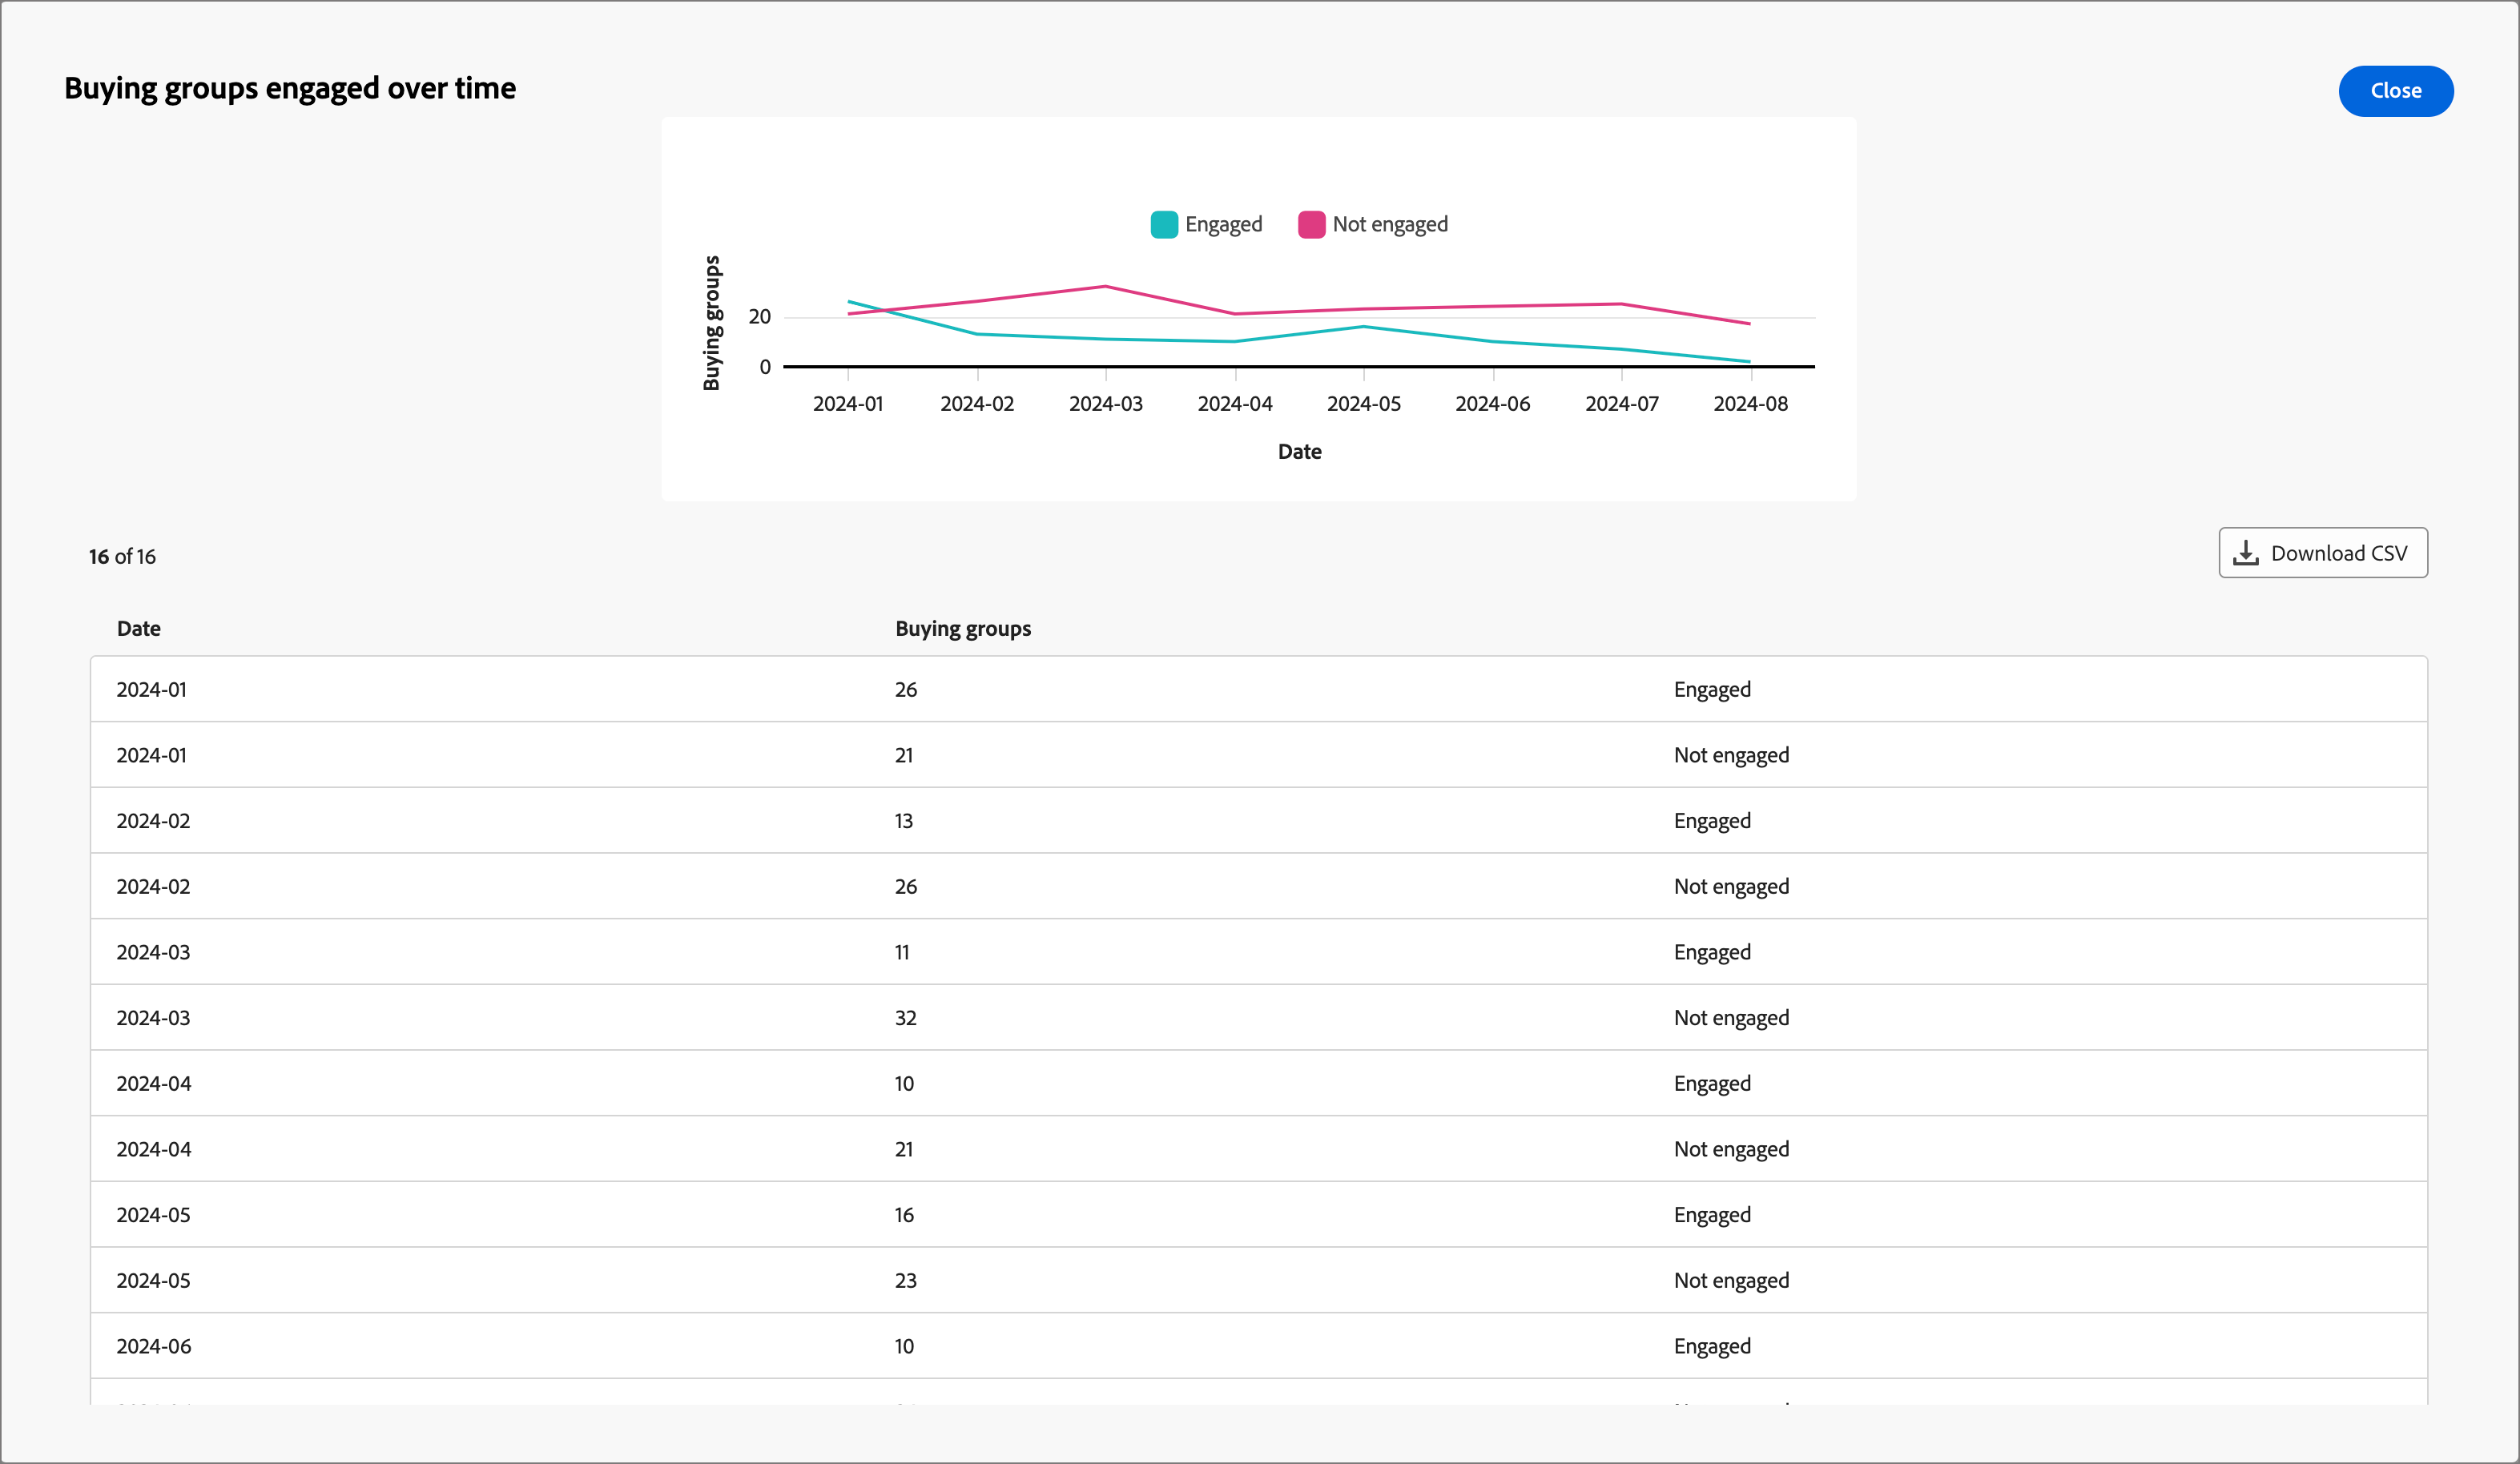 Buying groups engaged over time
Close
Engaged Not engaged
Buying groups
20
0
2024-01 2024-02 2024-03 2024-04 2024-05 2024-06 2024-07 2024-08
Date
16 of 16
Download CSV
Date Buying groups
2024-01 26 Engaged
2024-01 21 Not engaged
2024-02 13 Engaged
2024-02 26 Not engaged
2024-03 11 Engaged
2024-03 32 Not engaged
2024-04 10 Engaged
2024-04 21 Not engaged
2024-05 16 Engaged
2024-05 23 Not engaged
2024-06 10 Engaged